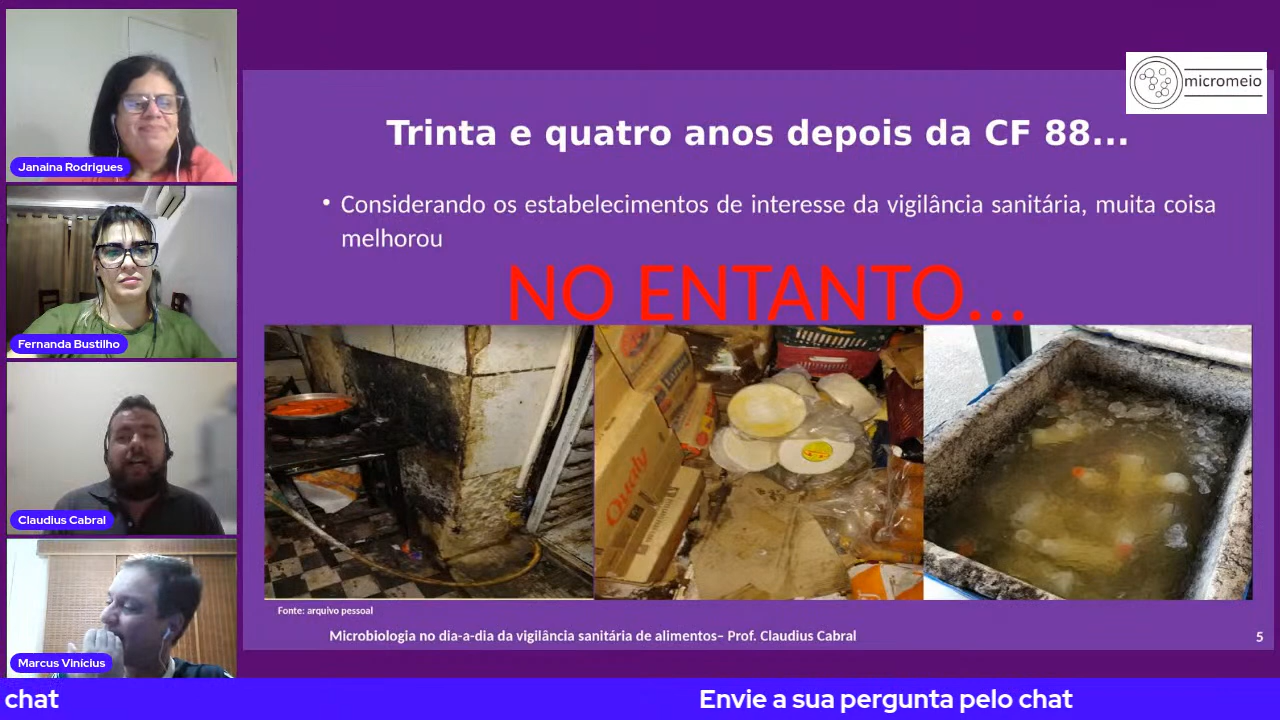 micromeio
Trinta e quatro anos depois da CF 88...
• Considerando os estabelecimentos de interesse da vigilância sanitária, muita coisa
melhorou
NO ENTANTO...
Qualy
Fonte: arquivo pessoal
Microbiologia no dia-a-dia da vigilância sanitária de alimentos– Prof. Claudius Cabral
5
Janaina Rodrigues
Fernanda Bustilho
Claudius Cabral
Marcus Vinícius
chat
Envie a sua pergunta pelo chat